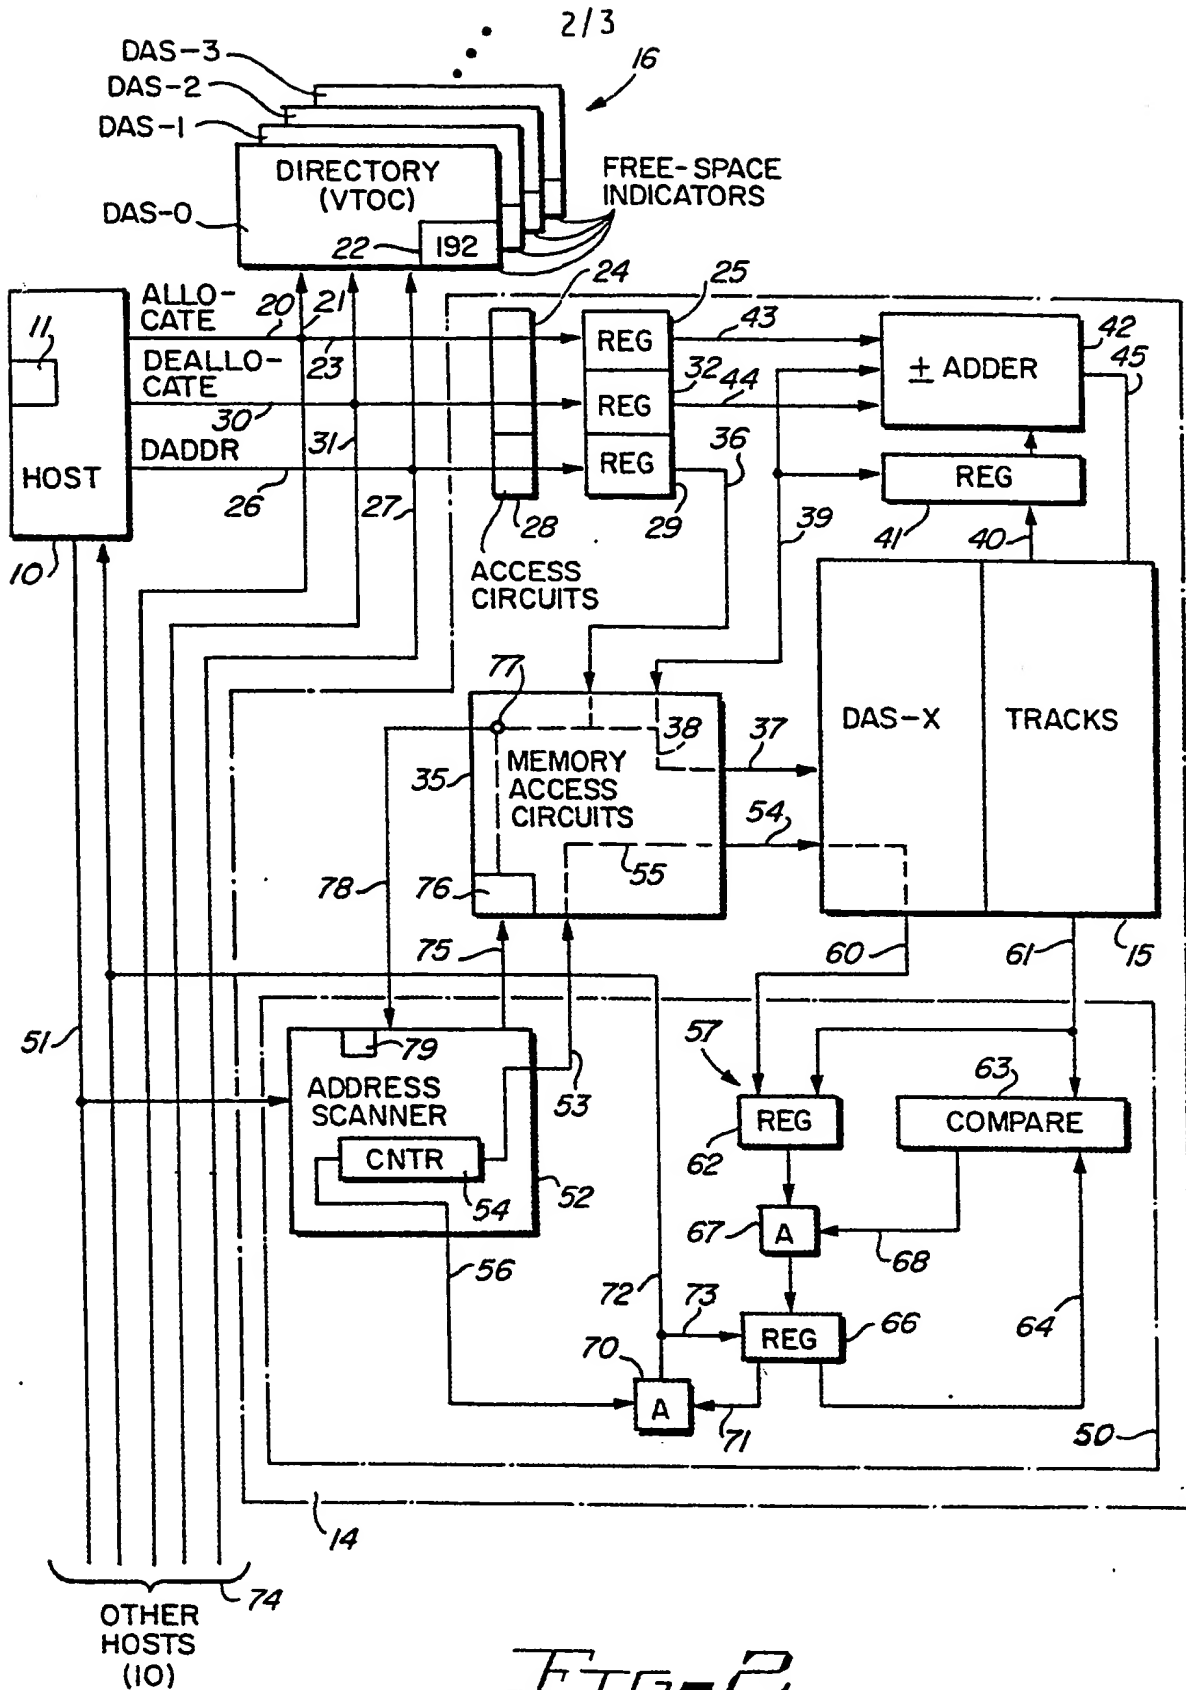 2/3
DAS-3
DAS-2
DAS-1
DAS-0
16
DIRECTORY
(VTOC)
22
192
FREE-SPACE
INDICATORS
ALLO-
CATE
20
21
23
24
25
43
42
45
11
DEALLO-
CATE
30
31
REG
32
44
± ADDER
REG
HOST
DADDR
26
27
28
REG
29
36
39
REG
41
40
10
ACCESS
CIRCUITS
77
35
38
37
MEMORY
ACCESS
CIRCUITS
DAS-X
TRACKS
54
55
78
76
75
60
61
15
51
79
ADDRESS
SCANNER
53
57
63
REG
COMPARE
62
CNTR
54
52
67
A
68
56
72
73
REG
66
64
70
A
71
50
14
74
OTHER
HOSTS
(10)
FIG-2